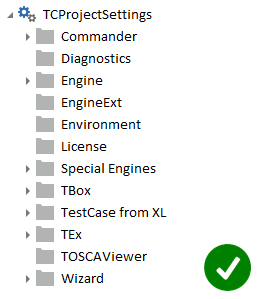 TCProjectSettings
Commander
Diagnostics
Engine
EngineExt
Environment
License
Special Engines
TBox
TestCase from XL
TEx
TOSCAViewer
Wizard